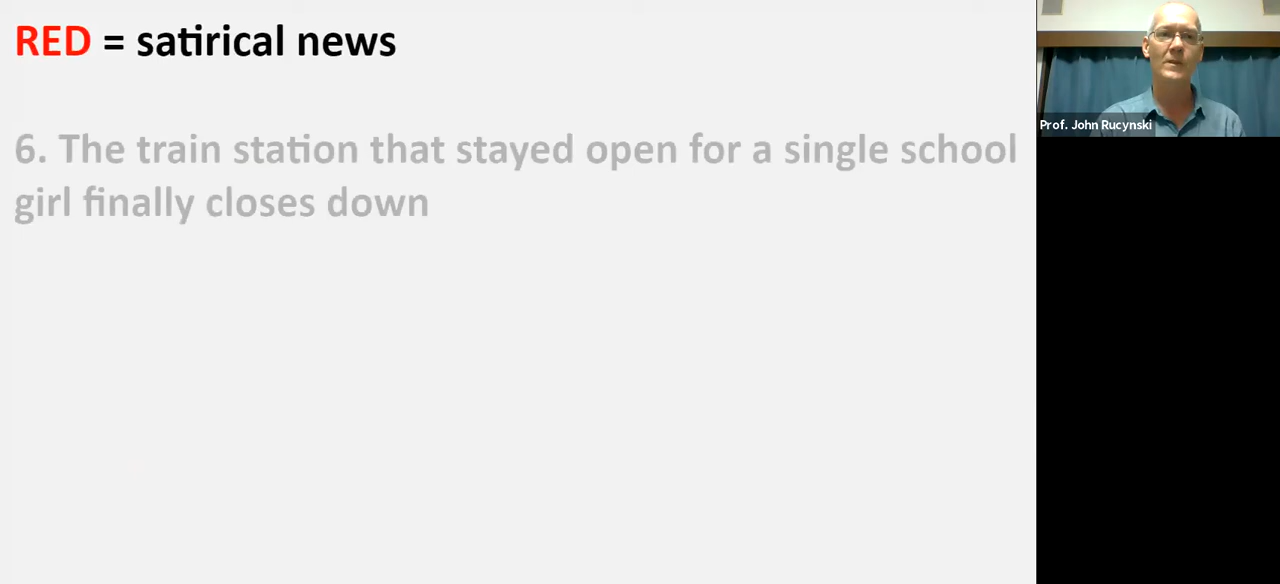 RED = satirical news
6. The train station that stayed open for a single school
girl finally closes down
Prof. John Rucynski